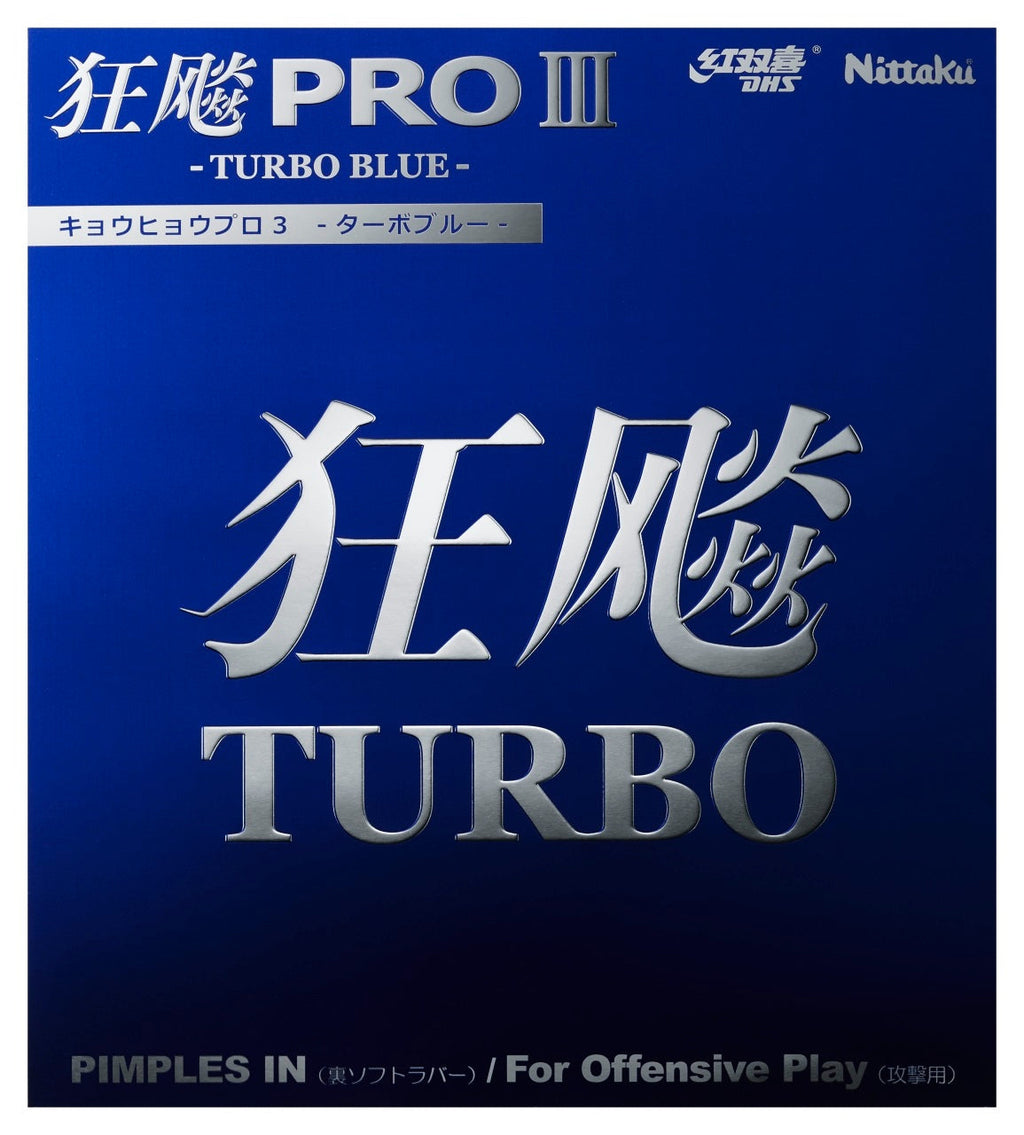 狂飈 PRO III
-TURBO BLUE-
キョウヒョウプロ3 -ターボブルー-
红双喜®
DHS
Nittaku®
狂飈
TURBO
PIMPLES IN（裏ソフトラバー）/ For Offensive Play（攻撃用）